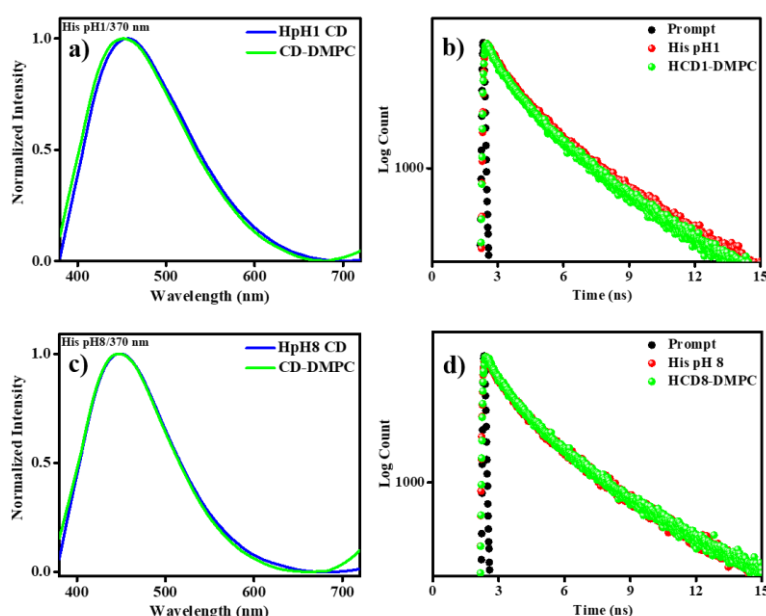 His pH1/370 nm
a)
HpH1 CD
CD-DMPC
1.0
0.5
0.0
Normalized Intensity
400 500 600 700
Wavelength (nm)
b)
Prompt
His pH1
HCD1-DMPC
Log Count
1000
0 3 6 9 12 15
Time (ns)
His pH8/370 nm
c)
HpH8 CD
CD-DMPC
1.0
0.5
0.0
Normalized Intensity
400 500 600 700
Wavelength (nm)
d)
Prompt
His pH 8
HCD8-DMPC
Log Count
1000
0 3 6 9 12 15
Time (ns)